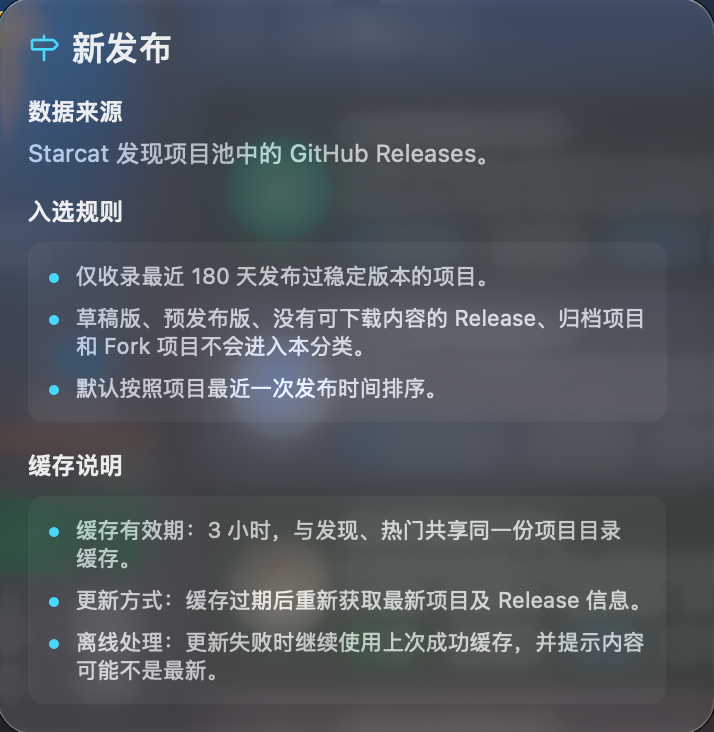 新发布
数据来源
Starcat 发现项目池中的 GitHub Releases。
入选规则
仅收录最近 180 天发布过稳定版本的项目。
草稿版、预发布版、没有可下载内容的 Release、归档项目
和 Fork 项目不会进入本分类。
默认按照项目最近一次发布时间排序。
缓存说明
缓存有效期：3 小时，与发现、热门共享同一份项目目录
缓存。
更新方式：缓存过期后重新获取最新项目及 Release 信息。
离线处理：更新失败时继续使用上次成功缓存，并提示内容
可能不是最新。